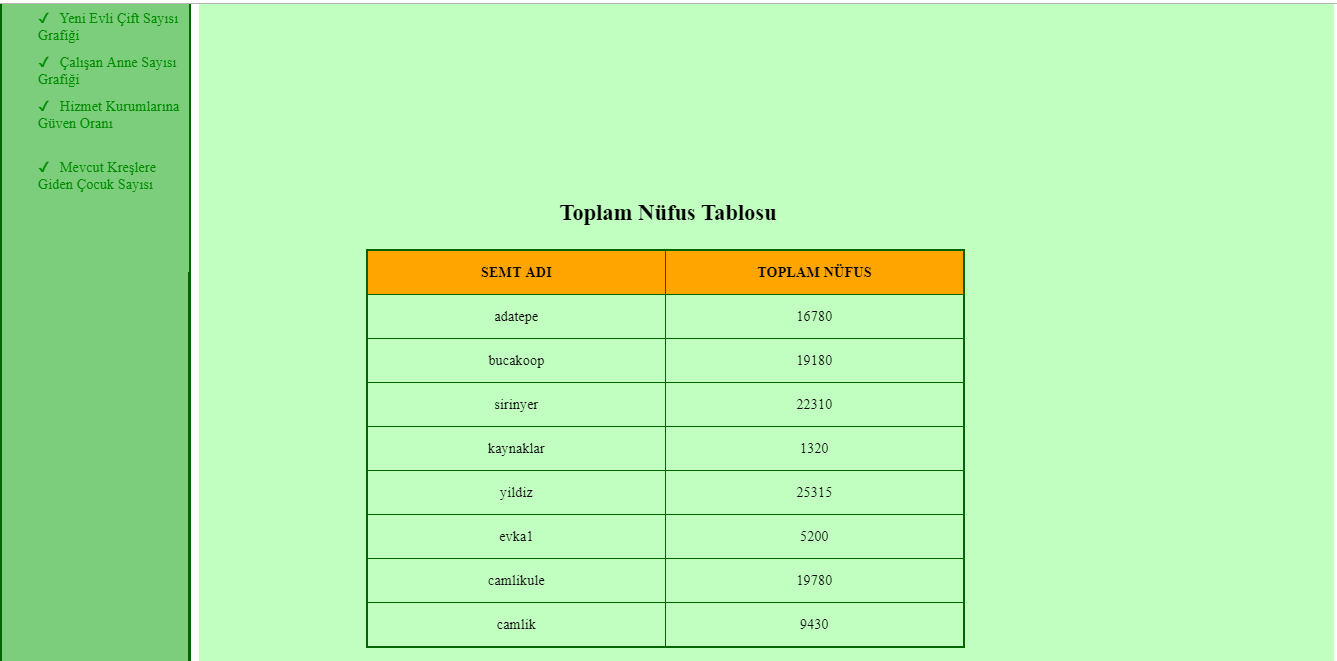 ✓ Yeni Evli Çift Sayısı
Grafiği
✓ Çalışan Anne Sayısı
Grafiği
✓ Hizmet Kurumlarına
Güven Oranı
✓ Mevcut Kreşlere
Giden Çocuk Sayısı
Toplam Nüfus Tablosu
SEMT ADI TOPLAM NÜFUS
adatepe 16780
bucakoop 19180
sirinyer 22310
kaynaklar 1320
yildiz 25315
evka1 5200
camlikule 19780
camlik 9430